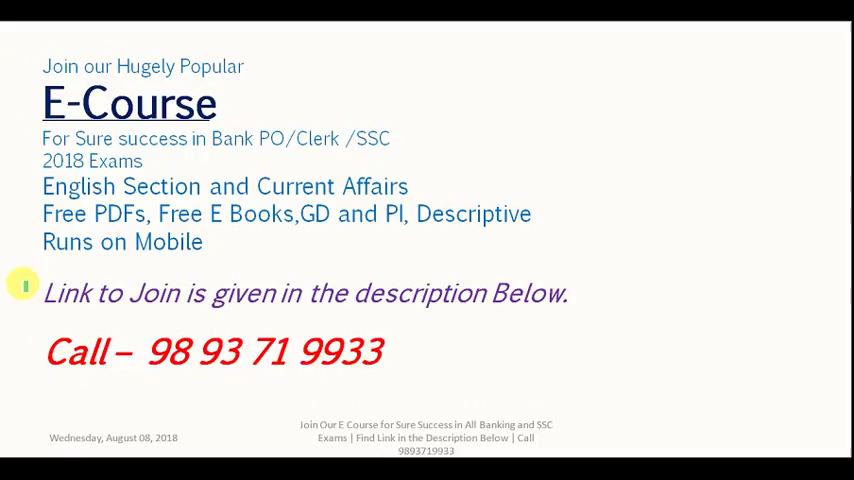 Join our Hugely Popular
E-Course
For Sure success in Bank PO/Clerk /SSC
2018 Exams
English Section and Current Affairs
Free PDFs, Free E Books,GD and PI, Descriptive
Runs on Mobile
Link to Join is given in the description Below.
Call – 98 93 71 9933
Wednesday, August 08, 2018
Join Our E Course for Sure Success in All Banking and SSC
Exams | Find Link in the Description Below | Call
9893719933